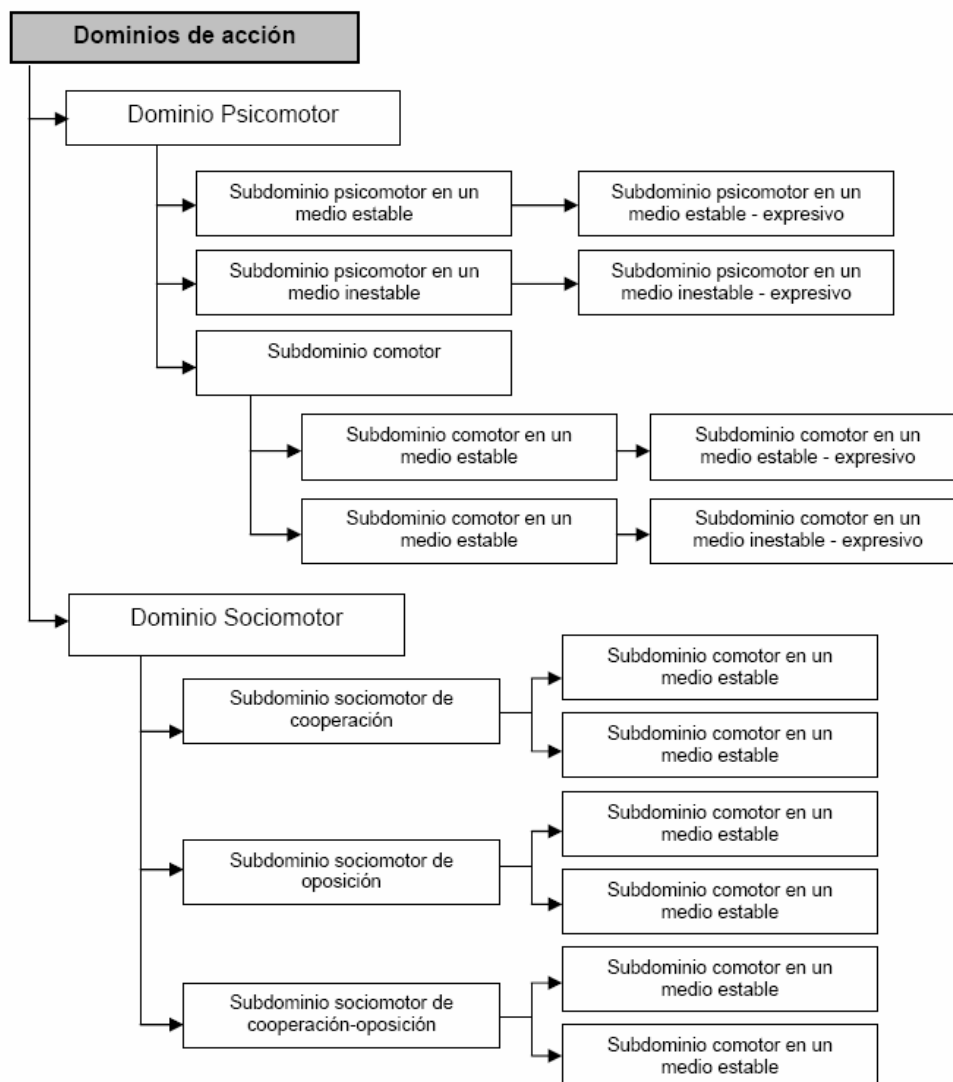 Dominios de acción
Dominio Psicomotor
Subdominio psicomotor en un
medio estable
Subdominio psicomotor en un
medio estable - expresivo
Subdominio psicomotor en un
medio inestable
Subdominio psicomotor en un
medio inestable - expresivo
Subdominio comotor
Subdominio comotor en un
medio estable
Subdominio comotor en un
medio estable - expresivo
Subdominio comotor en un
medio estable
Subdominio comotor en un
medio inestable - expresivo
Dominio Sociomotor
Subdominio sociomotor de
cooperación
Subdominio comotor en un
medio estable
Subdominio comotor en un
medio estable
Subdominio sociomotor de
oposición
Subdominio comotor en un
medio estable
Subdominio comotor en un
medio estable
Subdominio sociomotor de
cooperación-oposición
Subdominio comotor en un
medio estable
Subdominio comotor en un
medio estable